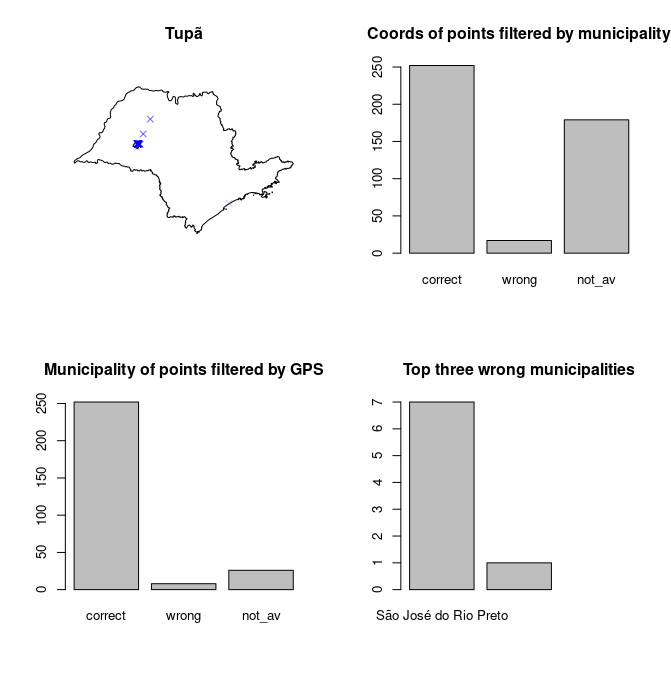 Tupã
Coords of points filtered by municipality
250
200
150
100
50
0
correct wrong not_av
Municipality of points filtered by GPS
250
200
150
100
50
0
correct wrong not_av
Top three wrong municipalities
7
6
5
4
3
2
1
0
São José do Rio Preto